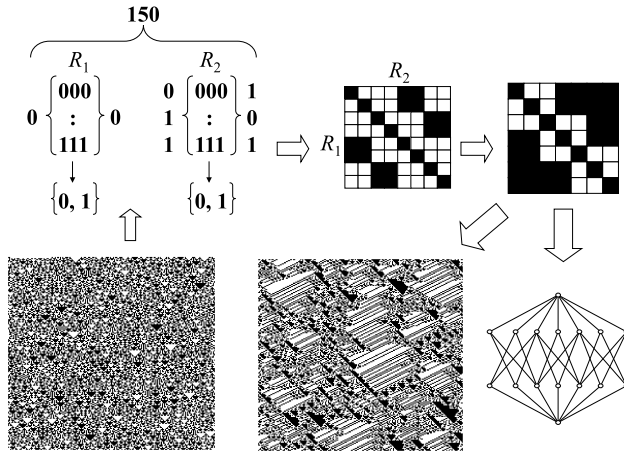 150
R₁ R₂ R₂
0 000 0 0 000 1
: 1 : 0
111 1 111 1
R₁
{0, 1} {0, 1}